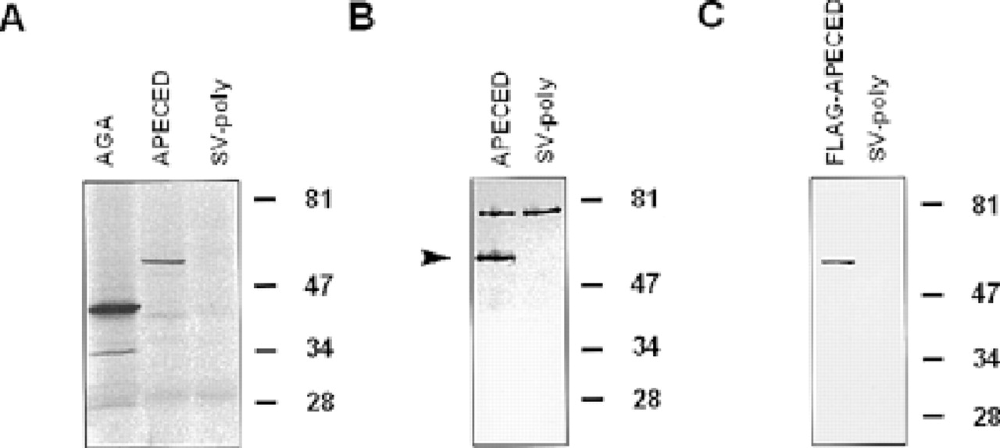 A
B
C
AGA
APECED
SV-poly
81
47
34
28
APECED
SV-poly
81
47
34
28
FLAG-APECED
SV-poly
81
47
34
28